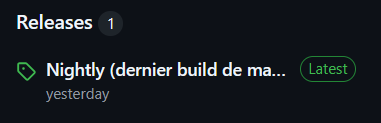 Releases 1
Nightly (dernier build de ma... Latest
yesterday